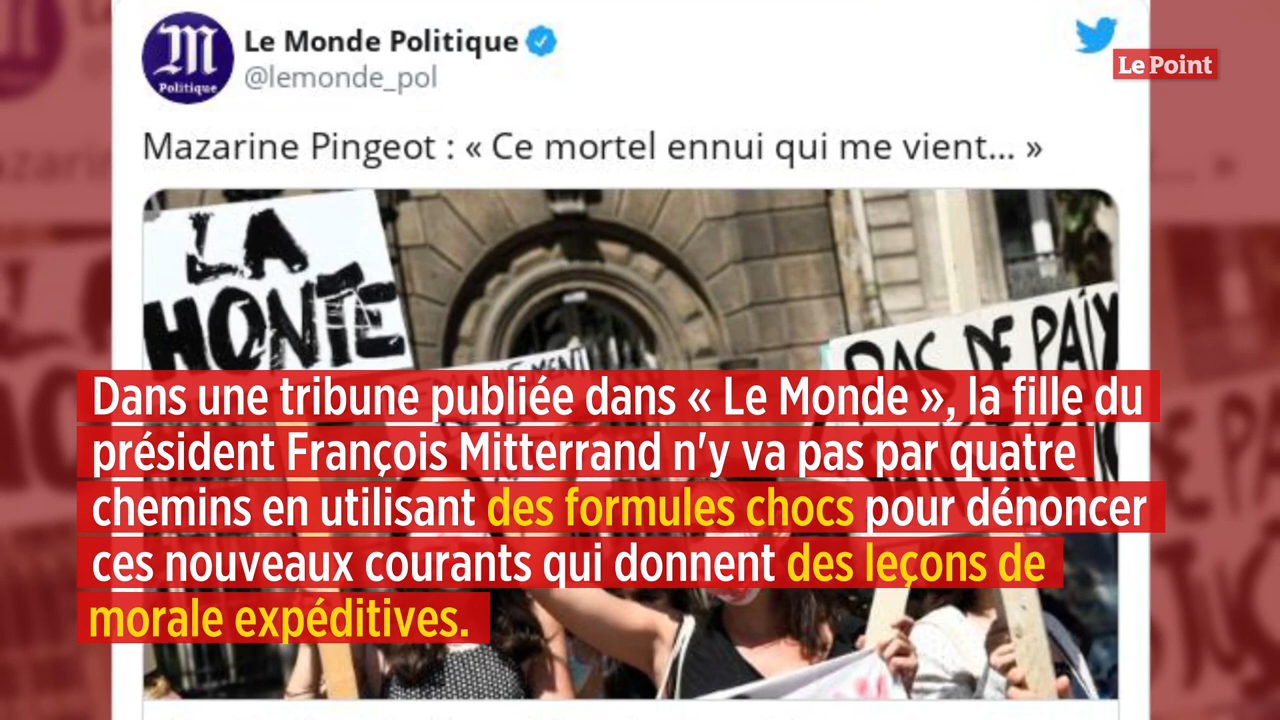 Le Monde Politique
@lemonde_pol
Politique
Le Point
Mazarine Pingeot : « Ce mortel ennui qui me vient... »
LA
HONTE
PAS DE PAIX
Dans une tribune publiée dans « Le Monde », la fille du
président François Mitterrand n'y va pas par quatre
chemins en utilisant des formules chocs pour dénoncer
ces nouveaux courants qui donnent des leçons de
morale expéditives.